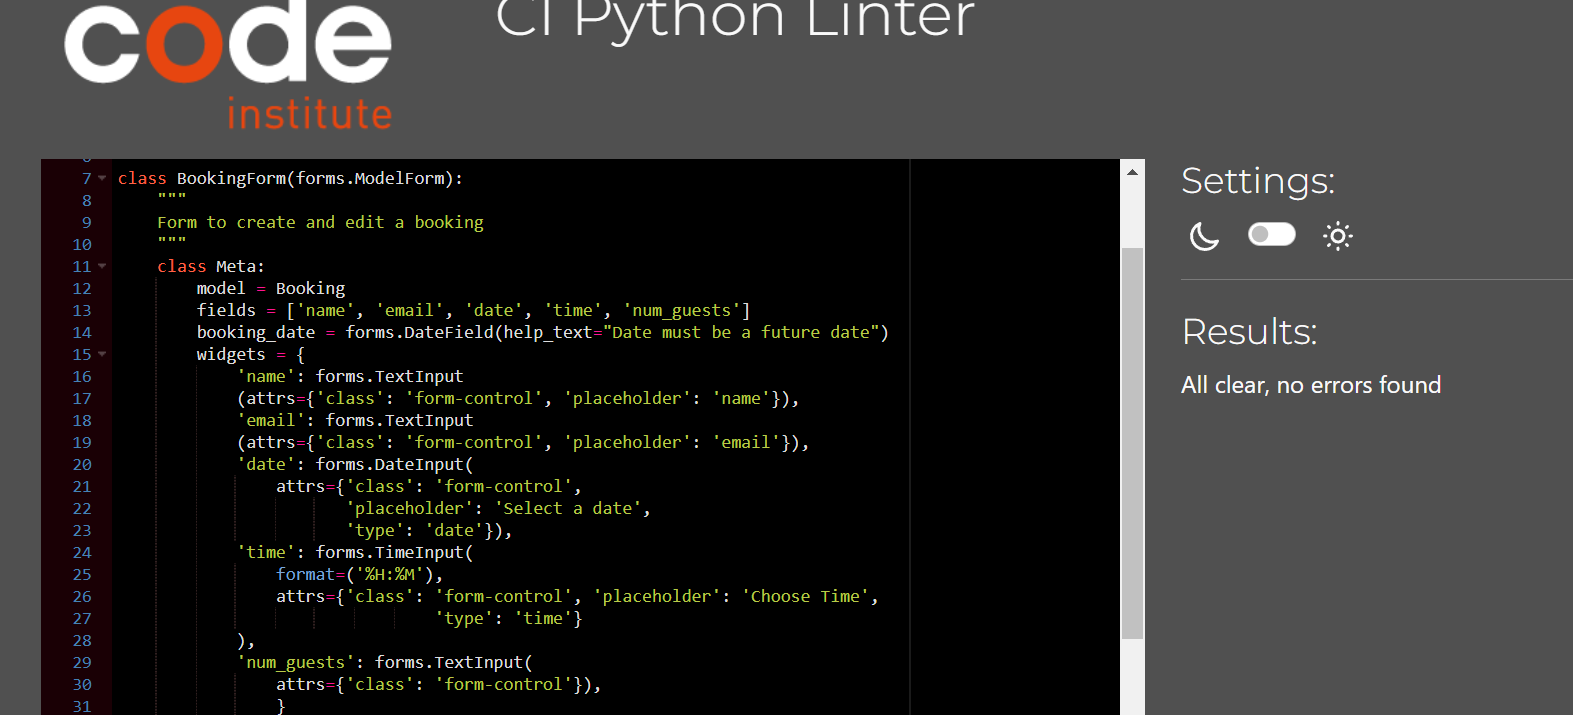 code
institute
CI Python Linter
7 class BookingForm(forms.ModelForm):
8 """
9 Form to create and edit a booking
10 """
11 class Meta:
12 model = Booking
13 fields = ['name', 'email', 'date', 'time', 'num_guests']
14 booking_date = forms.DateField(help_text="Date must be a future date")
15 widgets = {
16 'name': forms.TextInput
17 (attrs={'class': 'form-control', 'placeholder': 'name'}),
18 'email': forms.TextInput
19 (attrs={'class': 'form-control', 'placeholder': 'email'}),
20 'date': forms.DateInput(
21 attrs={'class': 'form-control',
22 'placeholder': 'Select a date',
23 'type': 'date'}),
24 'time': forms.TimeInput(
25 format=('%H:%M'),
26 attrs={'class': 'form-control', 'placeholder': 'Choose Time',
27 'type': 'time'}
28 ),
29 'num_guests': forms.TextInput(
30 attrs={'class': 'form-control'}),
31 }
Settings:
Results:
All clear, no errors found